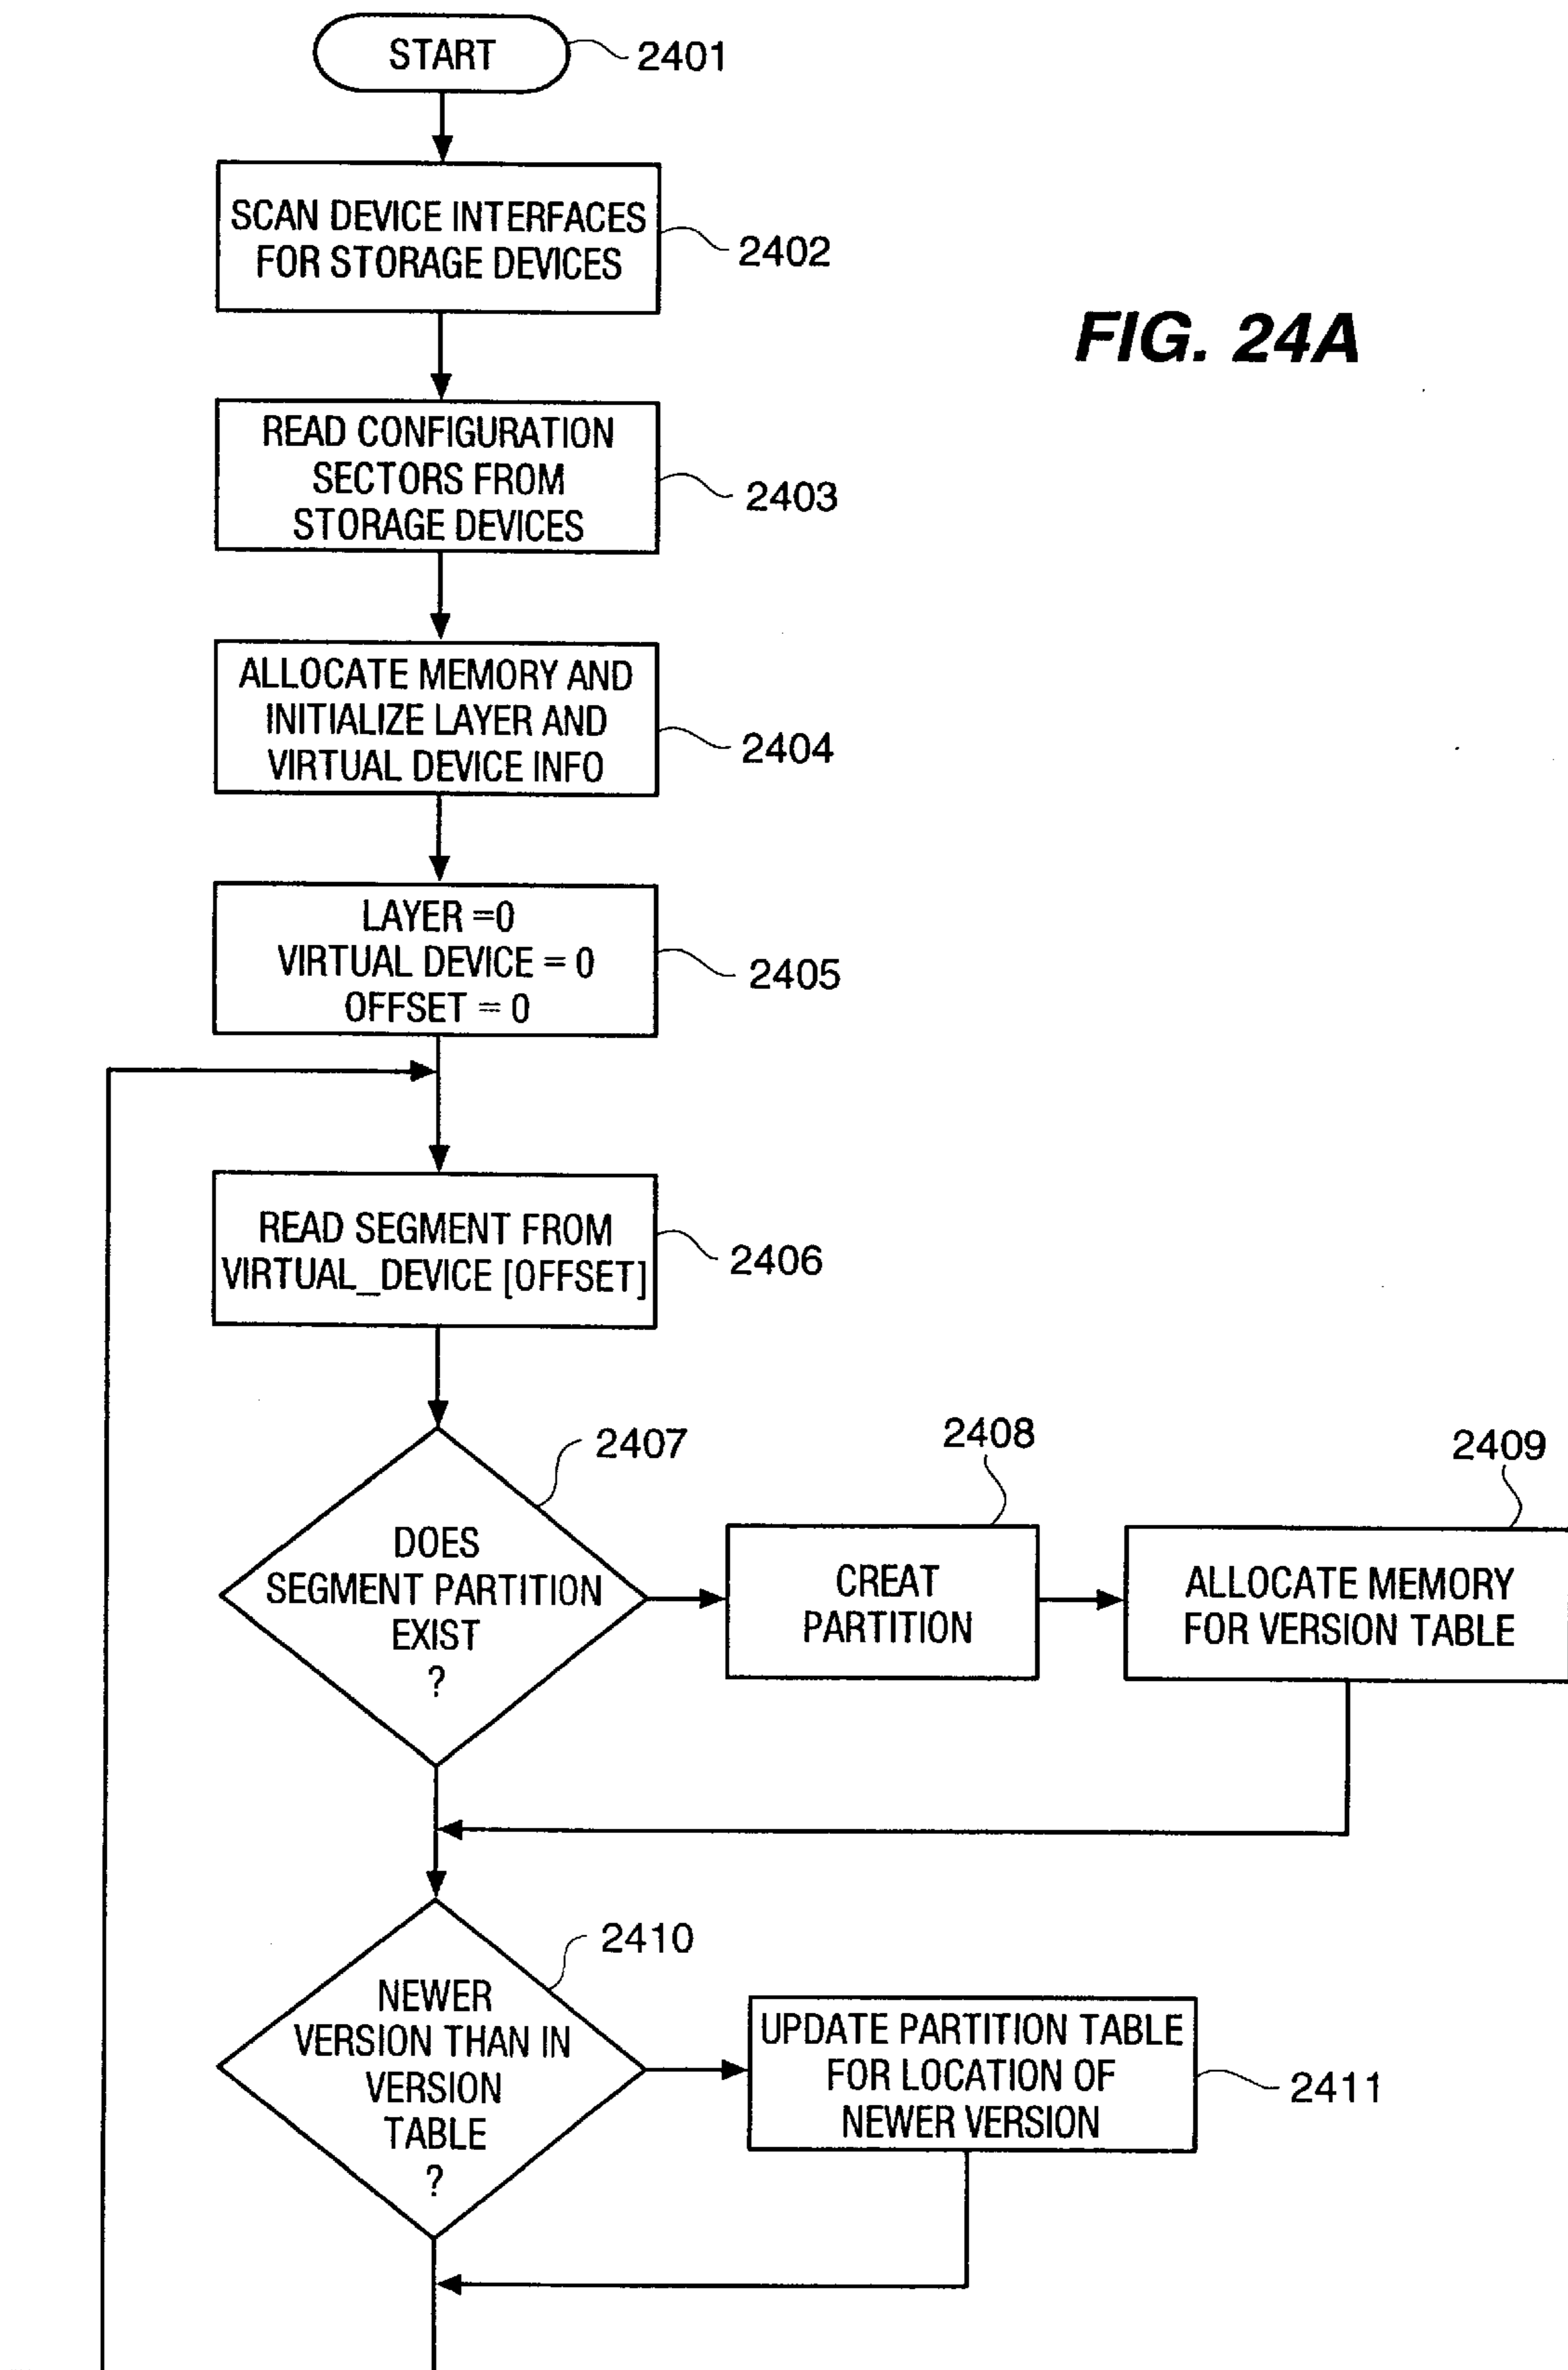 START
2401
SCAN DEVICE INTERFACES
FOR STORAGE DEVICES
2402
FIG. 24A
READ CONFIGURATION
SECTORS FROM
STORAGE DEVICES
2403
ALLOCATE MEMORY AND
INITIALIZE LAYER AND
VIRTUAL DEVICE INFO
2404
LAYER =0
VIRTUAL DEVICE = 0
OFFSET = 0
2405
READ SEGMENT FROM
VIRTUAL_DEVICE [OFFSET]
2406
2407
DOES
SEGMENT PARTITION
EXIST
?
2408
CREAT
PARTITION
2409
ALLOCATE MEMORY
FOR VERSION TABLE
2410
NEWER
VERSION THAN IN
VERSION
TABLE
?
UPDATE PARTITION TABLE
FOR LOCATION OF
NEWER VERSION
2411